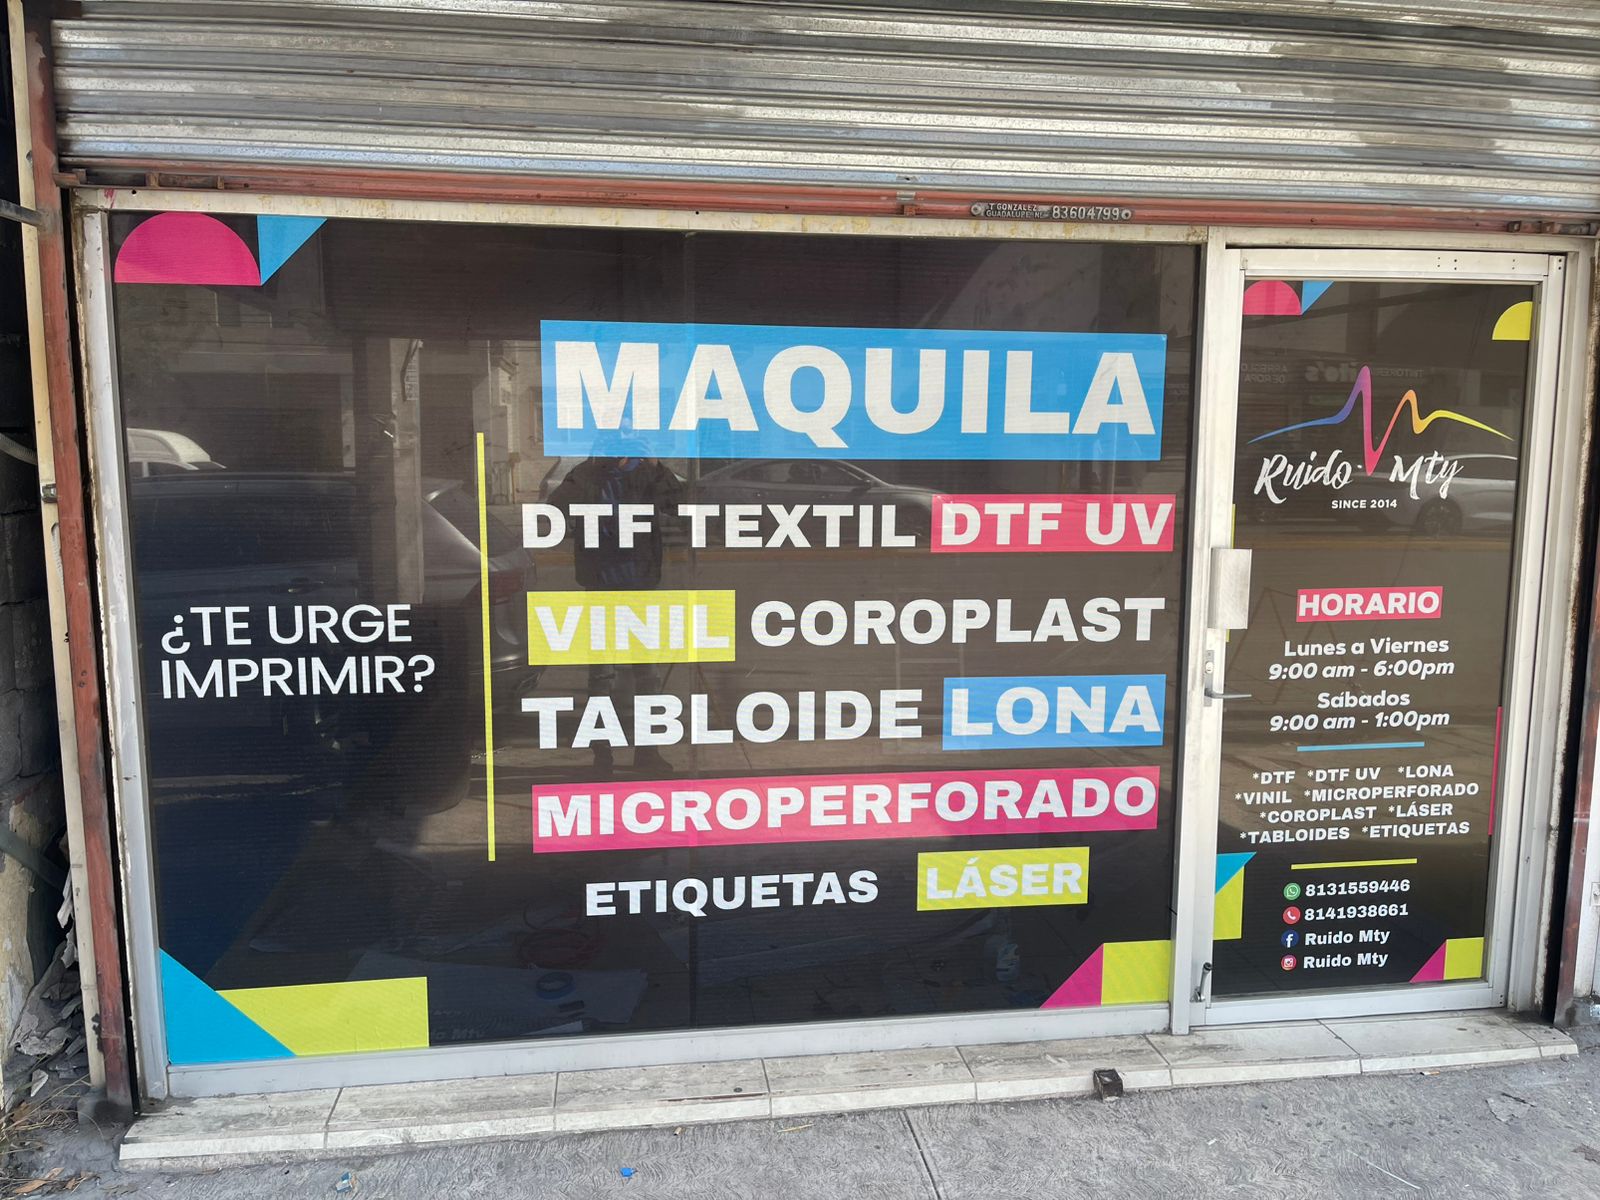 T GONZALEZ
GUADALUPE NL 83604799
MAQUILA
DTF TEXTIL DTF UV
VINIL COROPLAST
TABLOIDE LONA
MICROPERFORADO
ETIQUETAS LÁSER
¿TE URGE
IMPRIMIR?
Ruido Mty
SINCE 2014
HORARIO
Lunes a Viernes
9:00 am - 6:00pm
Sábados
9:00 am - 1:00pm
*DTF *DTF UV *LONA
*VINIL *MICROPERFORADO
*COROPLAST *LÁSER
*TABLOIDES *ETIQUETAS
8131559446
8141938661
Ruido Mty
Ruido Mty